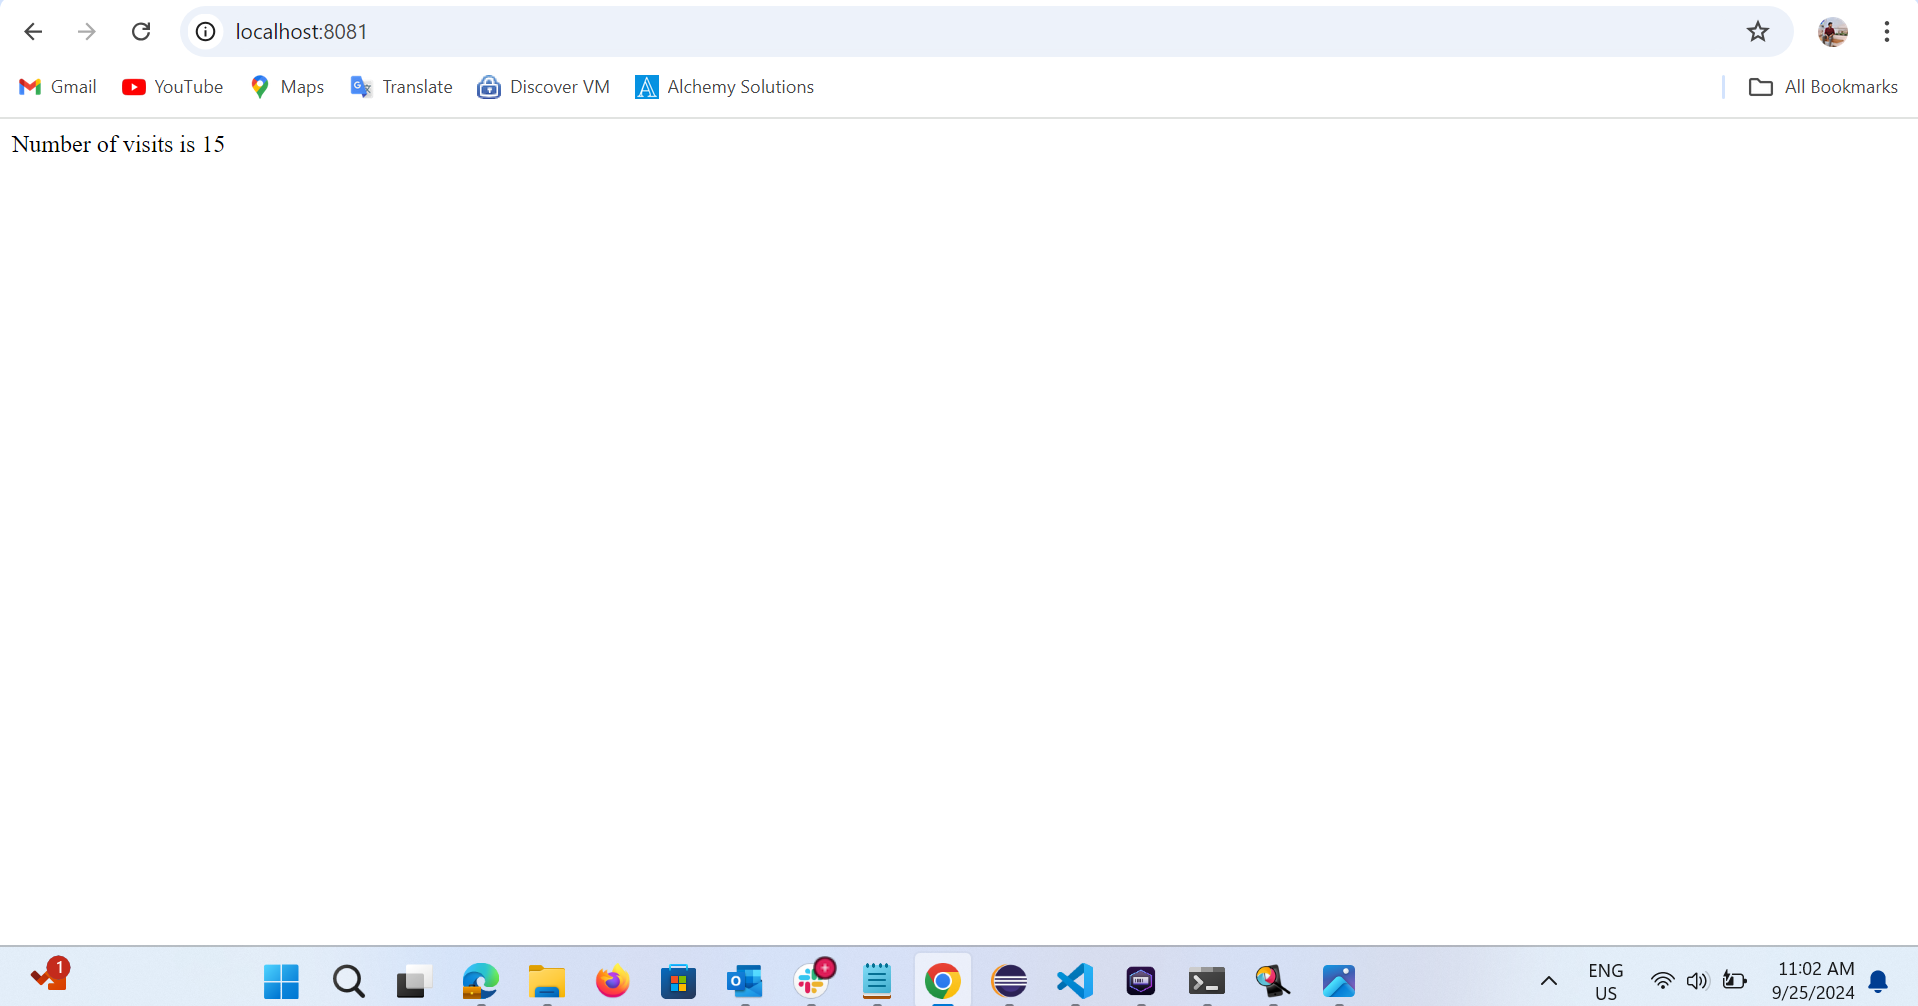 localhost:8081
Gmail YouTube Maps Translate Discover VM Alchemy Solutions All Bookmarks
Number of visits is 15
1
ENG
US
11:02 AM
9/25/2024